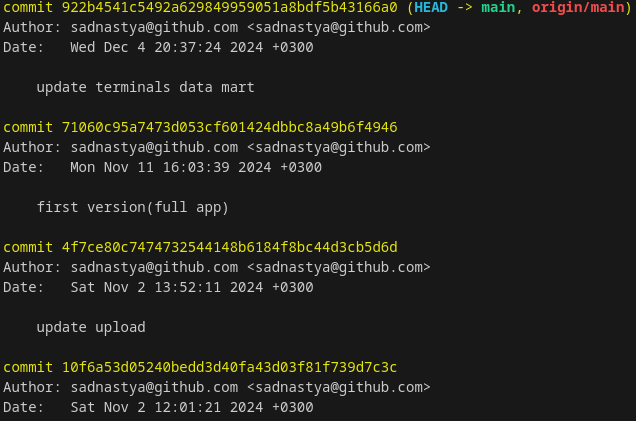 commit 922b4541c5492a629849959051a8bdf5b43166a0 (HEAD -> main, origin/main)
Author: sadnastya@github.com <sadnastya@github.com>
Date:   Wed Dec 4 20:37:24 2024 +0300
    update terminals data mart
commit 71060c95a7473d053cf601424dbbc8a49b6f4946
Author: sadnastya@github.com <sadnastya@github.com>
Date:   Mon Nov 11 16:03:39 2024 +0300
    first version(full app)
commit 4f7ce80c7474732544148b6184f8bc44d3cb5d6d
Author: sadnastya@github.com <sadnastya@github.com>
Date:   Sat Nov 2 13:52:11 2024 +0300
    update upload
commit 10f6a53d05240bedd3d40fa43d03f81f739d7c3c
Author: sadnastya@github.com <sadnastya@github.com>
Date:   Sat Nov 2 12:01:21 2024 +0300